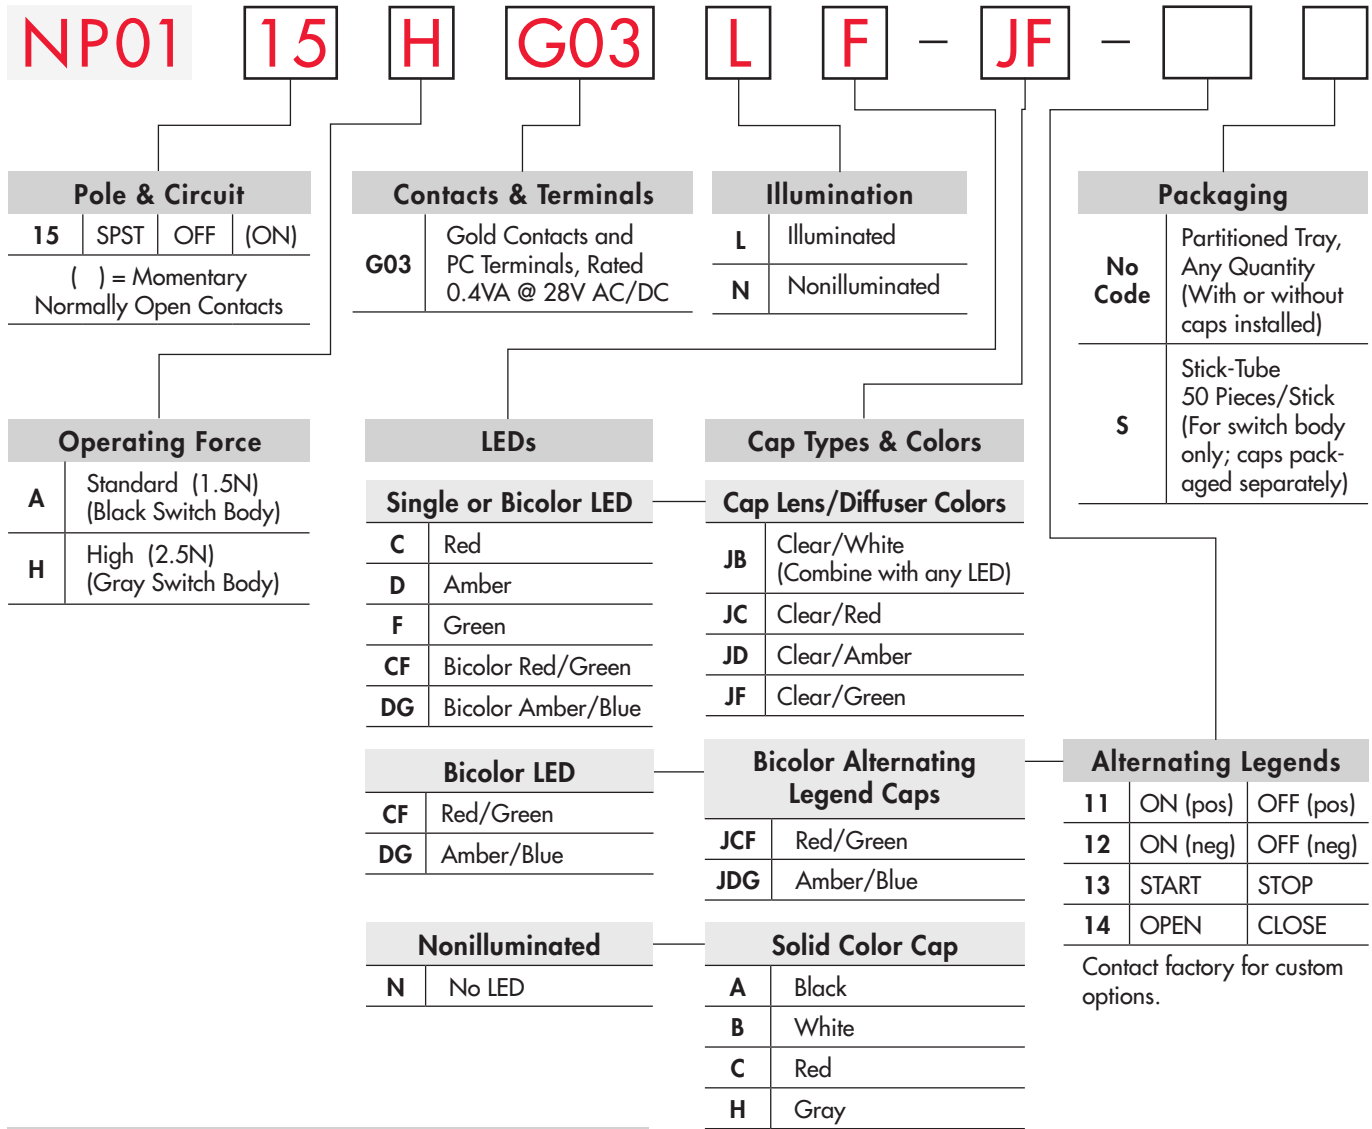 NP01 15 H G03 L F – JF –
Pole & Circuit
15 SPST OFF (ON)
( ) = Momentary
Normally Open Contacts
Contacts & Terminals
G03 Gold Contacts and
PC Terminals, Rated
0.4VA @ 28V AC/DC
Illumination
L Illuminated
N Nonilluminated
Packaging
No
Code
Partitioned Tray,
Any Quantity
(With or without
caps installed)
S
Stick-Tube
50 Pieces/Stick
(For switch body
only; caps pack-
aged separately)
Operating Force
A Standard (1.5N)
(Black Switch Body)
H High (2.5N)
(Gray Switch Body)
LEDs
Single or Bicolor LED
C Red
D Amber
F Green
CF Bicolor Red/Green
DG Bicolor Amber/Blue
Cap Types & Colors
Cap Lens/Diffuser Colors
JB Clear/White
(Combine with any LED)
JC Clear/Red
JD Clear/Amber
JF Clear/Green
Bicolor LED
CF Red/Green
DG Amber/Blue
Bicolor Alternating
Legend Caps
JCF Red/Green
JDG Amber/Blue
Alternating Legends
11 ON (pos) OFF (pos)
12 ON (neg) OFF (neg)
13 START STOP
14 OPEN CLOSE
Contact factory for custom
options.
Nonilluminated
N No LED
Solid Color Cap
A Black
B White
C Red
H Gray